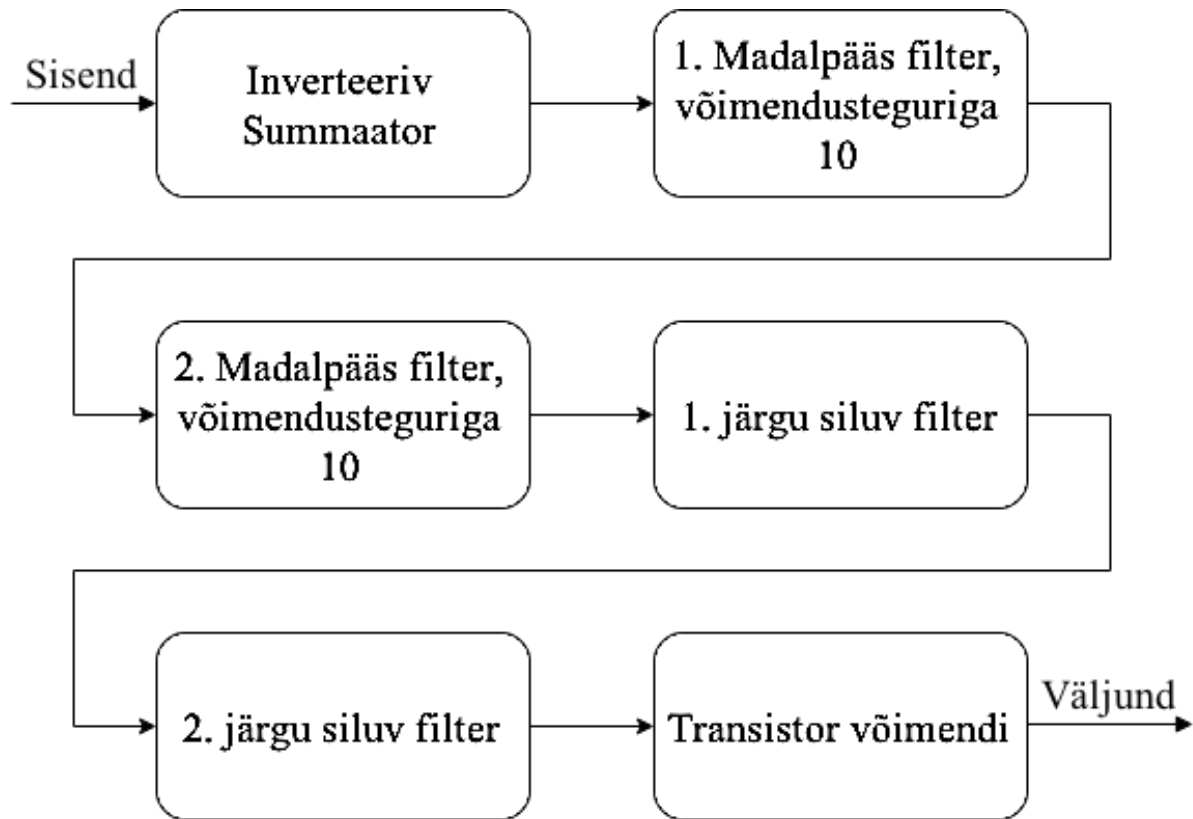 Sisend
Inverteeriv
Summaator
1. Madalpääs filter,
võimendusteguriga
10
2. Madalpääs filter,
võimendusteguriga
10
1. järgu siluv filter
2. järgu siluv filter
Transistor võimendi
Väljund